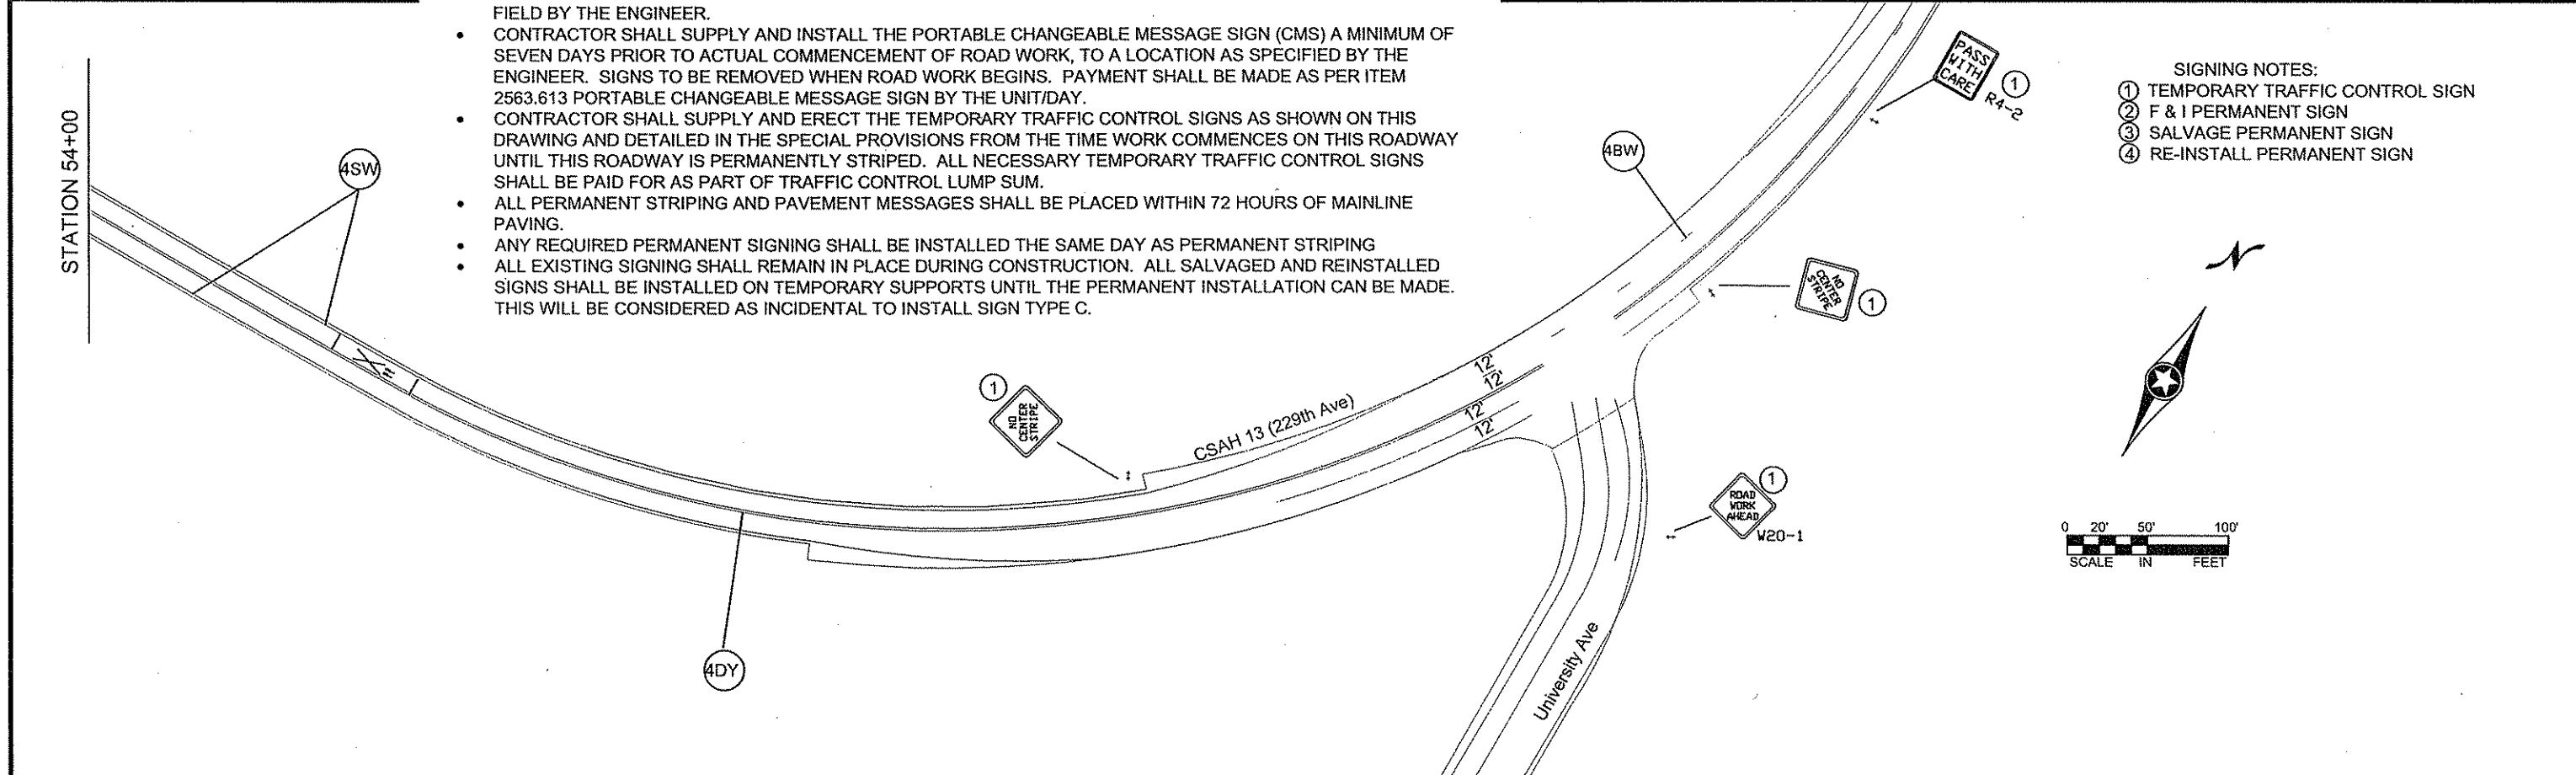 FIELD BY THE ENGINEER.
• CONTRACTOR SHALL SUPPLY AND INSTALL THE PORTABLE CHANGEABLE MESSAGE SIGN (CMS) A MINIMUM OF
SEVEN DAYS PRIOR TO ACTUAL COMMENCEMENT OF ROAD WORK, TO A LOCATION AS SPECIFIED BY THE
ENGINEER. SIGNS TO BE REMOVED WHEN ROAD WORK BEGINS. PAYMENT SHALL BE MADE AS PER ITEM
2563.613 PORTABLE CHANGEABLE MESSAGE SIGN BY THE UNIT/DAY.
• CONTRACTOR SHALL SUPPLY AND ERECT THE TEMPORARY TRAFFIC CONTROL SIGNS AS SHOWN ON THIS
DRAWING AND DETAILED IN THE SPECIAL PROVISIONS FROM THE TIME WORK COMMENCES ON THIS ROADWAY
UNTIL THIS ROADWAY IS PERMANENTLY STRIPED. ALL NECESSARY TEMPORARY TRAFFIC CONTROL SIGNS
SHALL BE PAID FOR AS PART OF TRAFFIC CONTROL LUMP SUM.
• ALL PERMANENT STRIPING AND PAVEMENT MESSAGES SHALL BE PLACED WITHIN 72 HOURS OF MAINLINE
PAVING.
• ANY REQUIRED PERMANENT SIGNING SHALL BE INSTALLED THE SAME DAY AS PERMANENT STRIPING
• ALL EXISTING SIGNING SHALL REMAIN IN PLACE DURING CONSTRUCTION. ALL SALVAGED AND REINSTALLED
SIGNS SHALL BE INSTALLED ON TEMPORARY SUPPORTS UNTIL THE PERMANENT INSTALLATION CAN BE MADE.
THIS WILL BE CONSIDERED AS INCIDENTAL TO INSTALL SIGN TYPE C.
STATION 54+00
4SW
4DY
1
NO
CENTER
STRIPE
CSAH 13 (229th Ave)
12'
12'
12'
12'
4BW
PASS
WITH
CARE
1
R4-2
NO
CENTER
STRIPE
1
ROAD
WORK
AHEAD
1
W20-1
University Ave
SIGNING NOTES:
1 TEMPORARY TRAFFIC CONTROL SIGN
2 F & I PERMANENT SIGN
3 SALVAGE PERMANENT SIGN
4 RE-INSTALL PERMANENT SIGN
N
0 20' 50' 100'
SCALE IN FEET